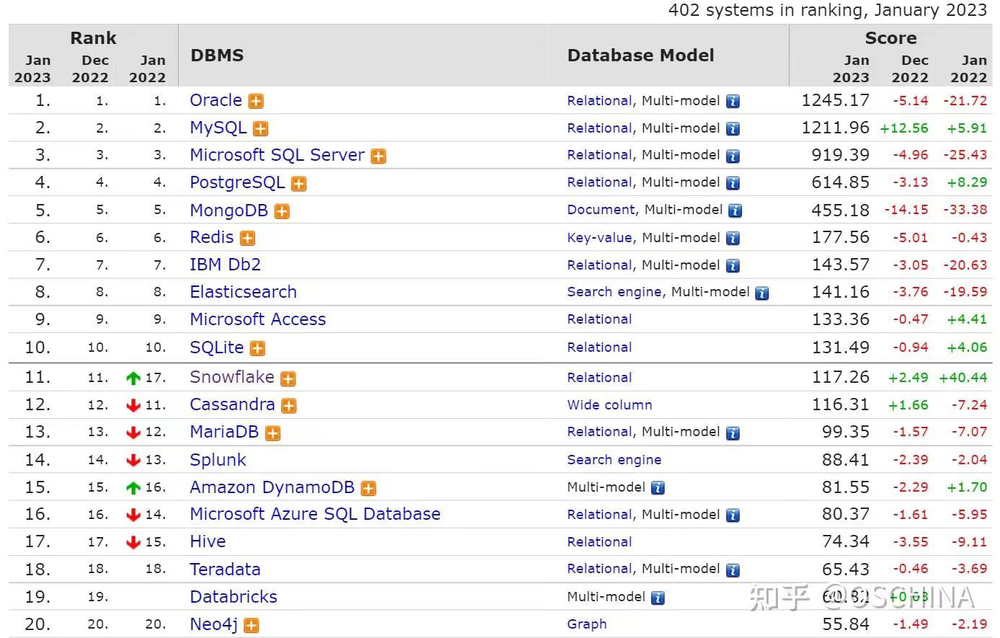 402 systems in ranking, January 2023
Rank DBMS Database Model Score
Jan 2023 Dec 2022 Jan 2022 Jan 2023 Dec 2022 Jan 2022
1. 1. 1. Oracle Relational, Multi-model 1245.17 -5.14 -21.72
2. 2. 2. MySQL Relational, Multi-model 1211.96 +12.56 +5.91
3. 3. 3. Microsoft SQL Server Relational, Multi-model 919.39 -4.96 -25.43
4. 4. 4. PostgreSQL Relational, Multi-model 614.85 -3.13 +8.29
5. 5. 5. MongoDB Document, Multi-model 455.18 -14.15 -33.38
6. 6. 6. Redis Key-value, Multi-model 177.56 -5.01 -0.43
7. 7. 7. IBM Db2 Relational, Multi-model 143.57 -3.05 -20.63
8. 8. 8. Elasticsearch Search engine, Multi-model 141.16 -3.76 -19.59
9. 9. 9. Microsoft Access Relational 133.36 -0.47 +4.41
10. 10. 10. SQLite Relational 131.49 -0.94 +4.06
11. 11. 17. Snowflake Relational 117.26 +2.49 +40.44
12. 12. 11. Cassandra Wide column 116.31 +1.66 -7.24
13. 13. 12. MariaDB Relational, Multi-model 99.35 -1.57 -7.07
14. 14. 13. Splunk Search engine 88.41 -2.39 -2.04
15. 15. 16. Amazon DynamoDB Multi-model 81.55 -2.29 +1.70
16. 16. 14. Microsoft Azure SQL Database Relational, Multi-model 80.37 -1.61 -5.95
17. 17. 15. Hive Relational 74.34 -3.55 -9.11
18. 18. 18. Teradata Relational, Multi-model 65.43 -0.46 -3.69
19. 19. Databricks Multi-model
知乎 @OSCHINA
20. 20. 20. Neo4j Graph 55.84 -1.49 -2.19